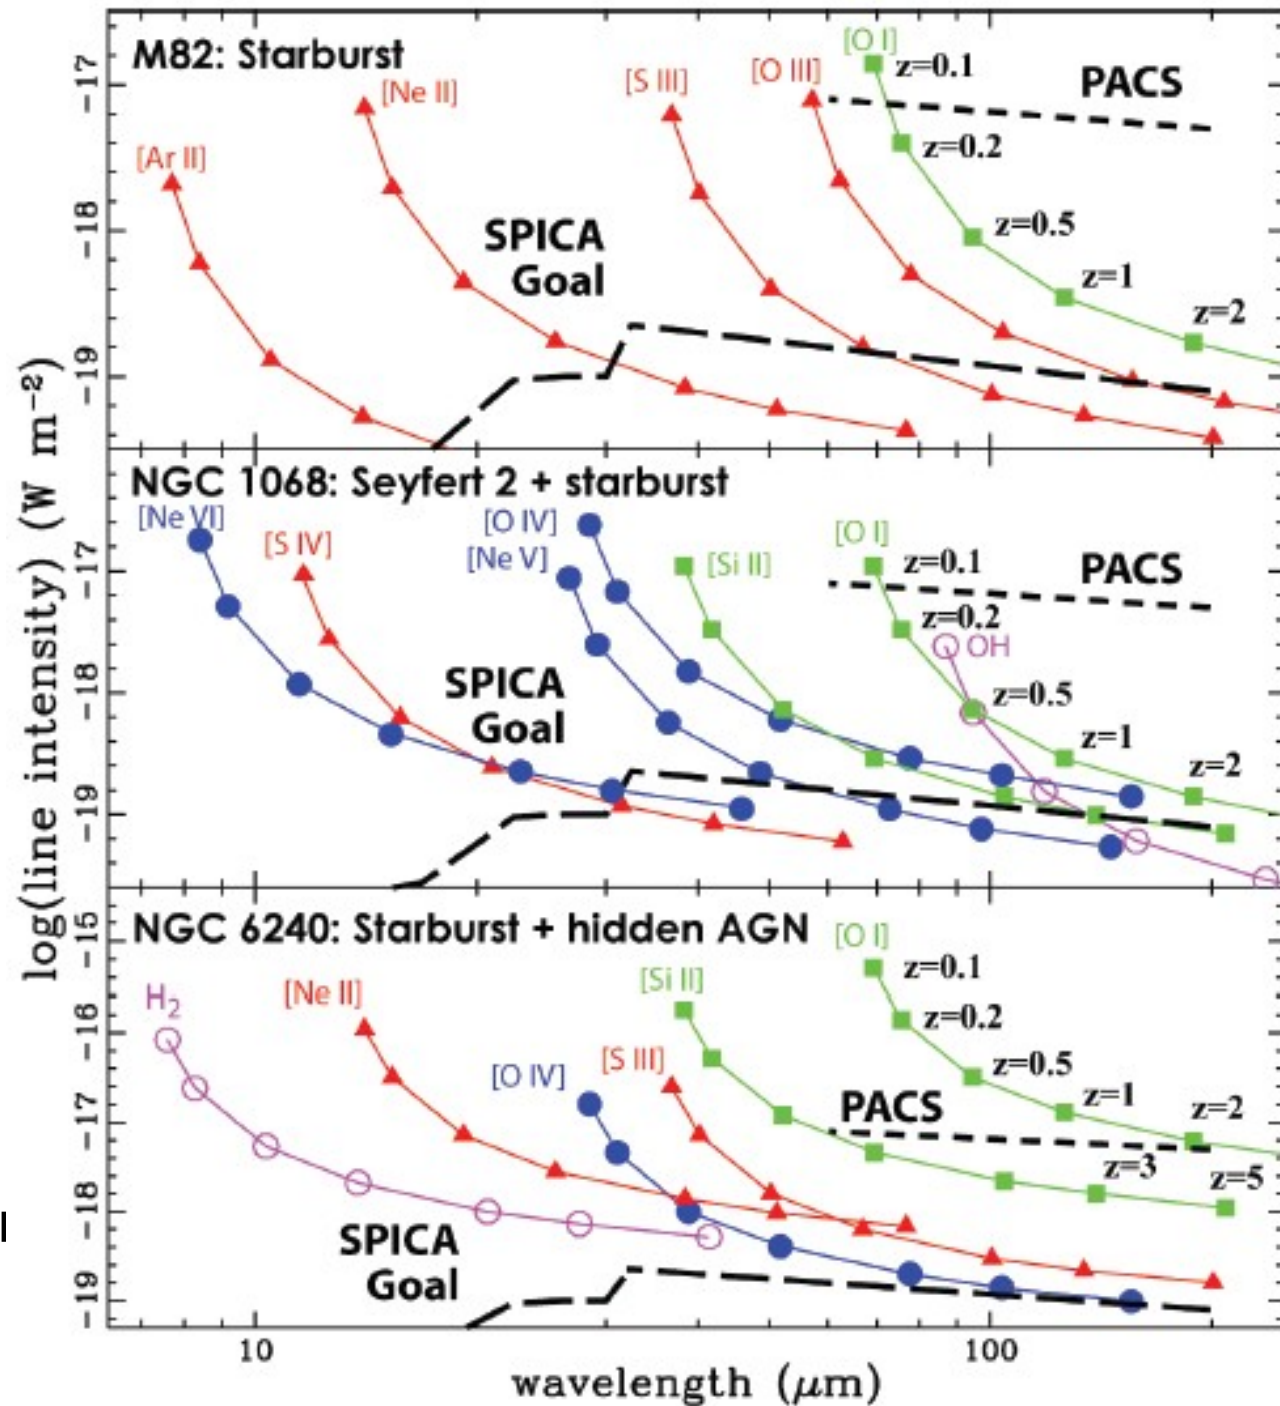 M82: Starburst
[O I]
z=0.1
PACS
[Ne II]
[S III]
[O III]
z=0.2
[Ar II]
SPICA
Goal
z=0.5
z=1
z=2
−17
−18
−19
NGC 1068: Seyfert 2 + starburst
[Ne VI]
[S IV]
[O IV]
[Ne V]
[Si II]
[O I]
z=0.1
PACS
z=0.2
OH
SPICA
Goal
z=0.5
z=1
z=2
−17
−18
−19
NGC 6240: Starburst + hidden AGN
[O I]
z=0.1
H2
[Ne II]
[Si II]
z=0.2
[O IV]
[S III]
z=0.5
PACS
z=1
z=2
z=3
z=5
SPICA
Goal
−15
−16
−17
−18
−19
log(line intensity) (W m−2)
10
100
wavelength (μm)